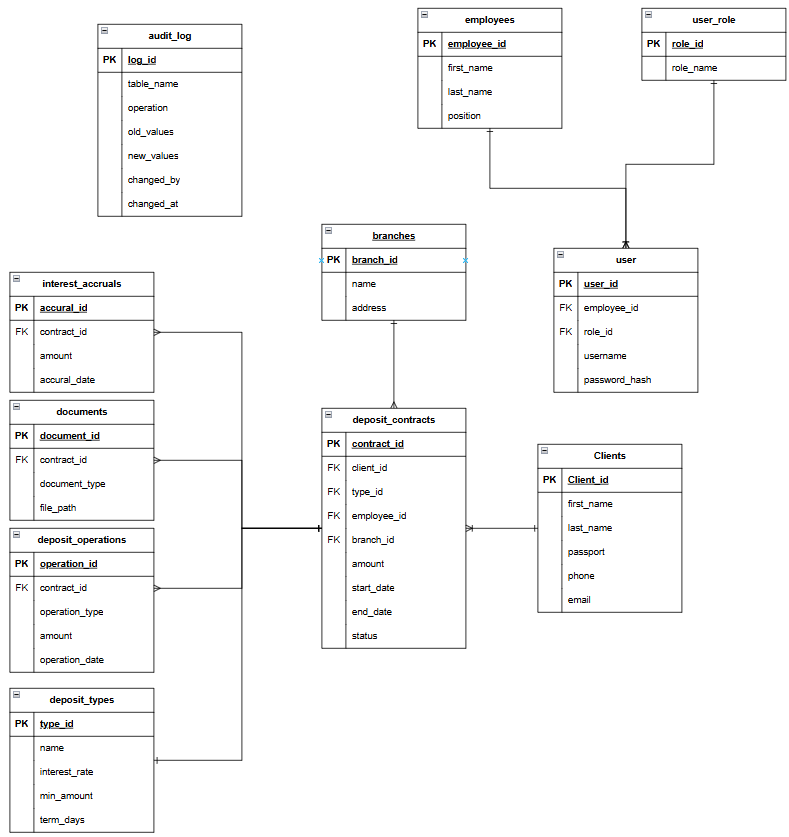 audit_log
PK log_id
table_name
operation
old_values
new_values
changed_by
changed_at
employees
PK employee_id
first_name
last_name
position
user_role
PK role_id
role_name
branches
PK branch_id
name
address
user
PK user_id
FK employee_id
FK role_id
username
password_hash
interest_accruals
PK accural_id
FK contract_id
amount
accural_date
documents
PK document_id
FK contract_id
document_type
file_path
deposit_operations
PK operation_id
FK contract_id
operation_type
amount
operation_date
deposit_types
PK type_id
name
interest_rate
min_amount
term_days
deposit_contracts
PK contract_id
FK client_id
FK type_id
FK employee_id
FK branch_id
amount
start_date
end_date
status
Clients
PK Client_id
first_name
last_name
passport
phone
email